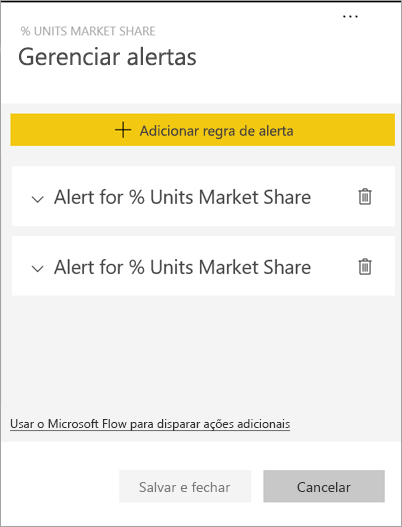 % UNITS MARKET SHARE
Gerenciar alertas
Adicionar regra de alerta
Alert for % Units Market Share
Alert for % Units Market Share
Usar o Microsoft Flow para disparar ações adicionais
Salvar e fechar
Cancelar